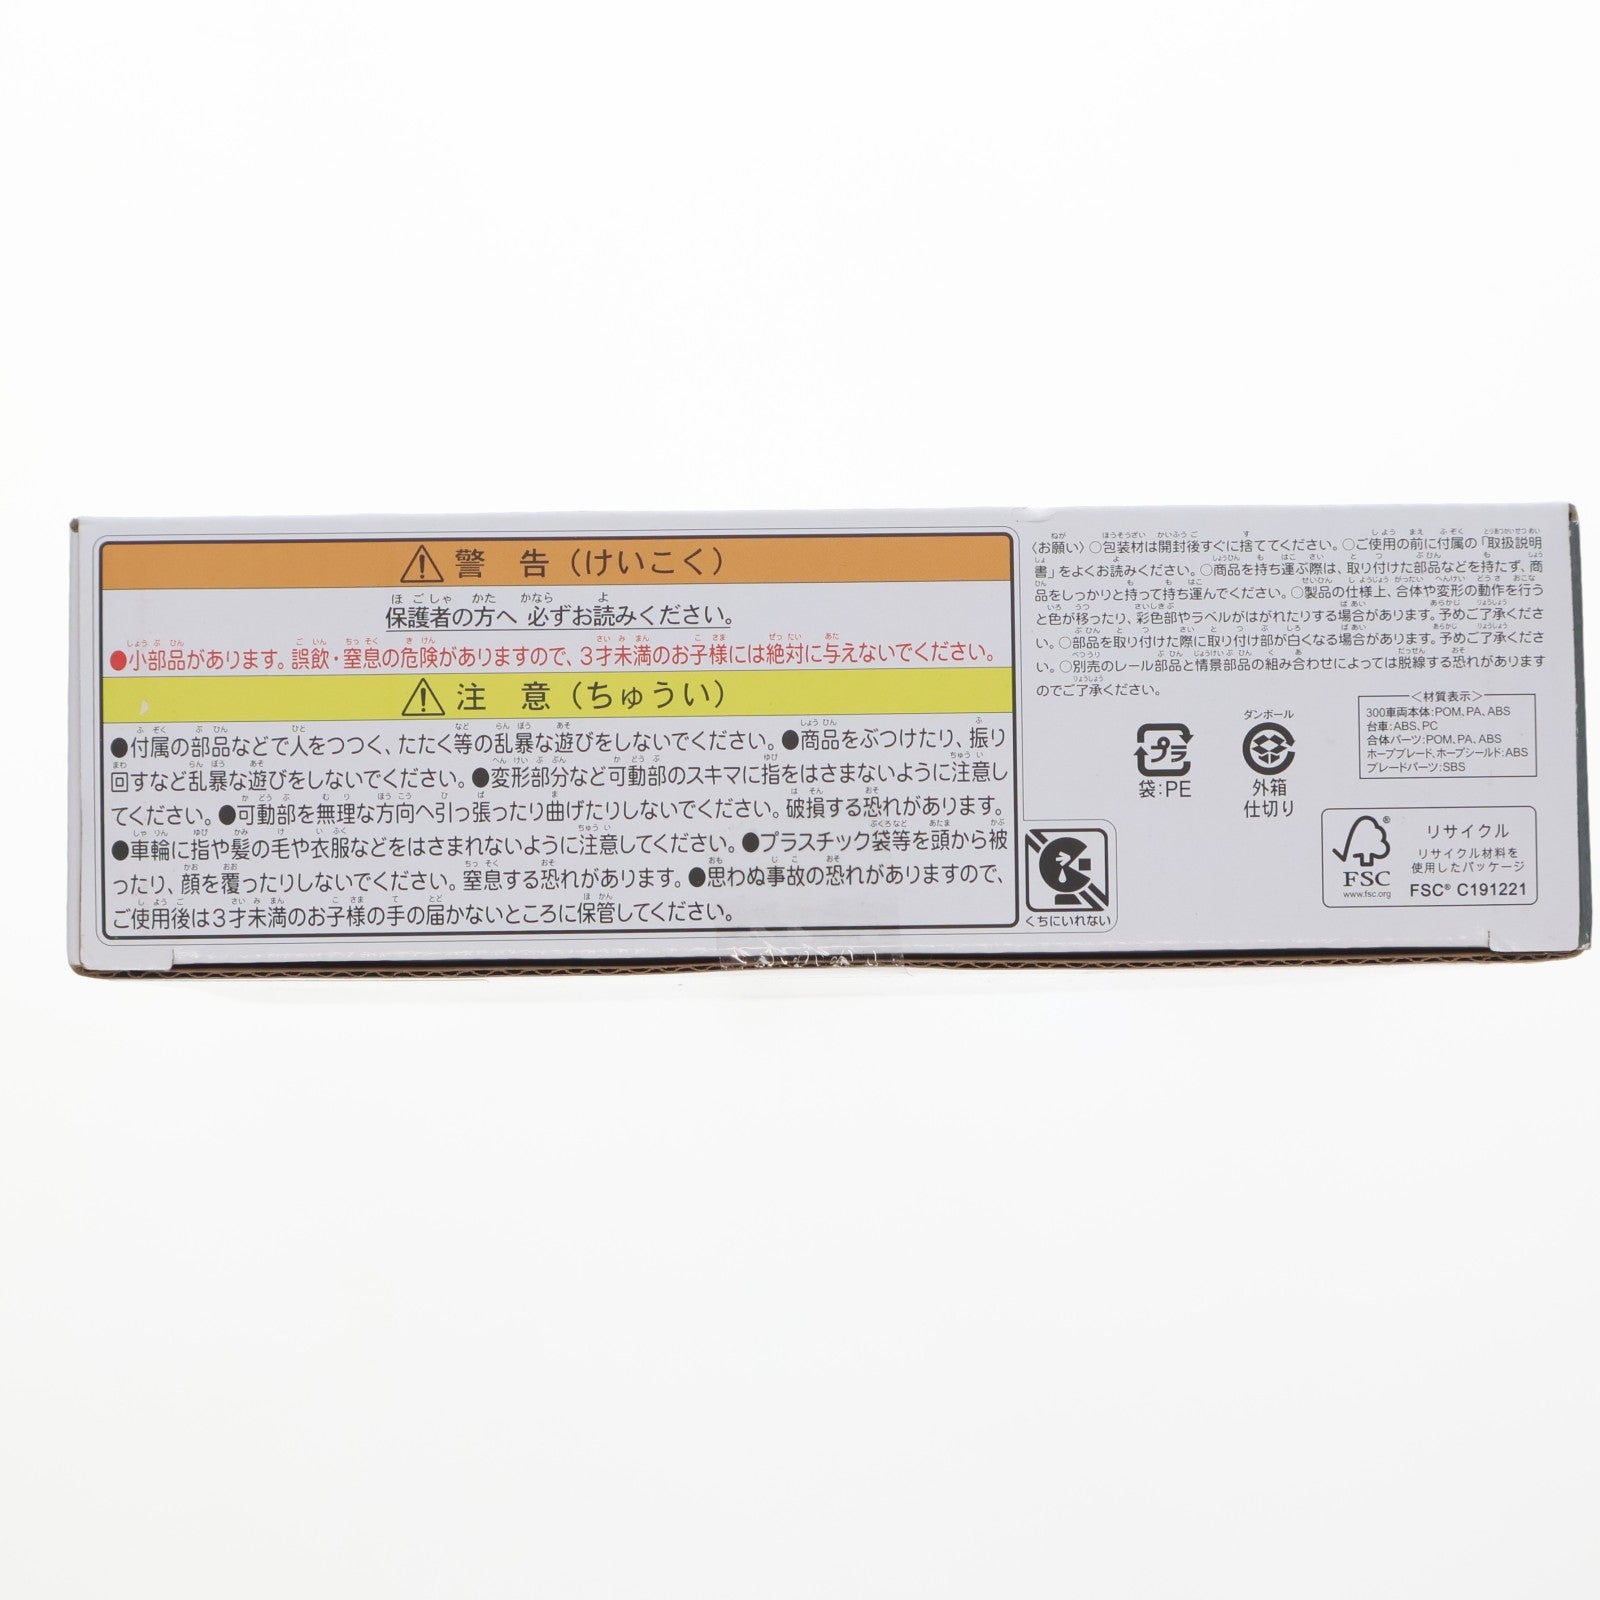 警 告（けいこく）
保護者の方へ 必ずお読みください。
●小部品があります。誤飲・窒息の危険がありますので、3才未満のお子様には絶対に与えないでください。
注 意（ちゅうい）
●付属の部品などで人をつつく、たたく等の乱暴な遊びをしないでください。●商品をぶつけたり、振り
回すなど乱暴な遊びをしないでください。●変形部分など可動部のスキマに指をはさまないように注意し
てください。●可動部を無理な方向へ引っ張ったり曲げたりしないでください。破損する恐れがあります。
●車輪に指や髪の毛や衣服などをはさまれないように注意してください。●プラスチック袋等を頭から被
ったり、顔を覆ったりしないでください。窒息する恐れがあります。●思わぬ事故の恐れがありますので、
ご使用後は3才未満のお子様の手の届かないところに保管してください。
〈お願い〉○包装材は開封後すぐに捨ててください。○ご使用の前に付属の「取扱説明
書」をよくお読みください。○商品を持ち運ぶ際は、取り付けた部品などを持たず、商
品をしっかりと持って持ち運んでください。○製品の仕様上、合体や変形の動作を行う
と色が移ったり、彩色部やラベルがはがれたりする場合があります。予めご了承くださ
い。○部品を取り付けた際に取り付け部が白くなる場合があります。予めご了承くださ
い。○別売のレール部品と情景部品の組み合わせによっては脱線する恐れがあります
のでご了承ください。
くちにいれない
プラ
袋:PE
ダンボール
外箱
仕切り
＜材質表示＞
300車両本体:POM、PA、ABS
台車:ABS、PC
合体パーツ:POM、PA、ABS
ホープブレード、ホープシールド:ABS
ブレードパーツ:SBS
FSC
www.fsc.org
リサイクル
リサイクル材料を
使用したパッケージ
FSC® C191221